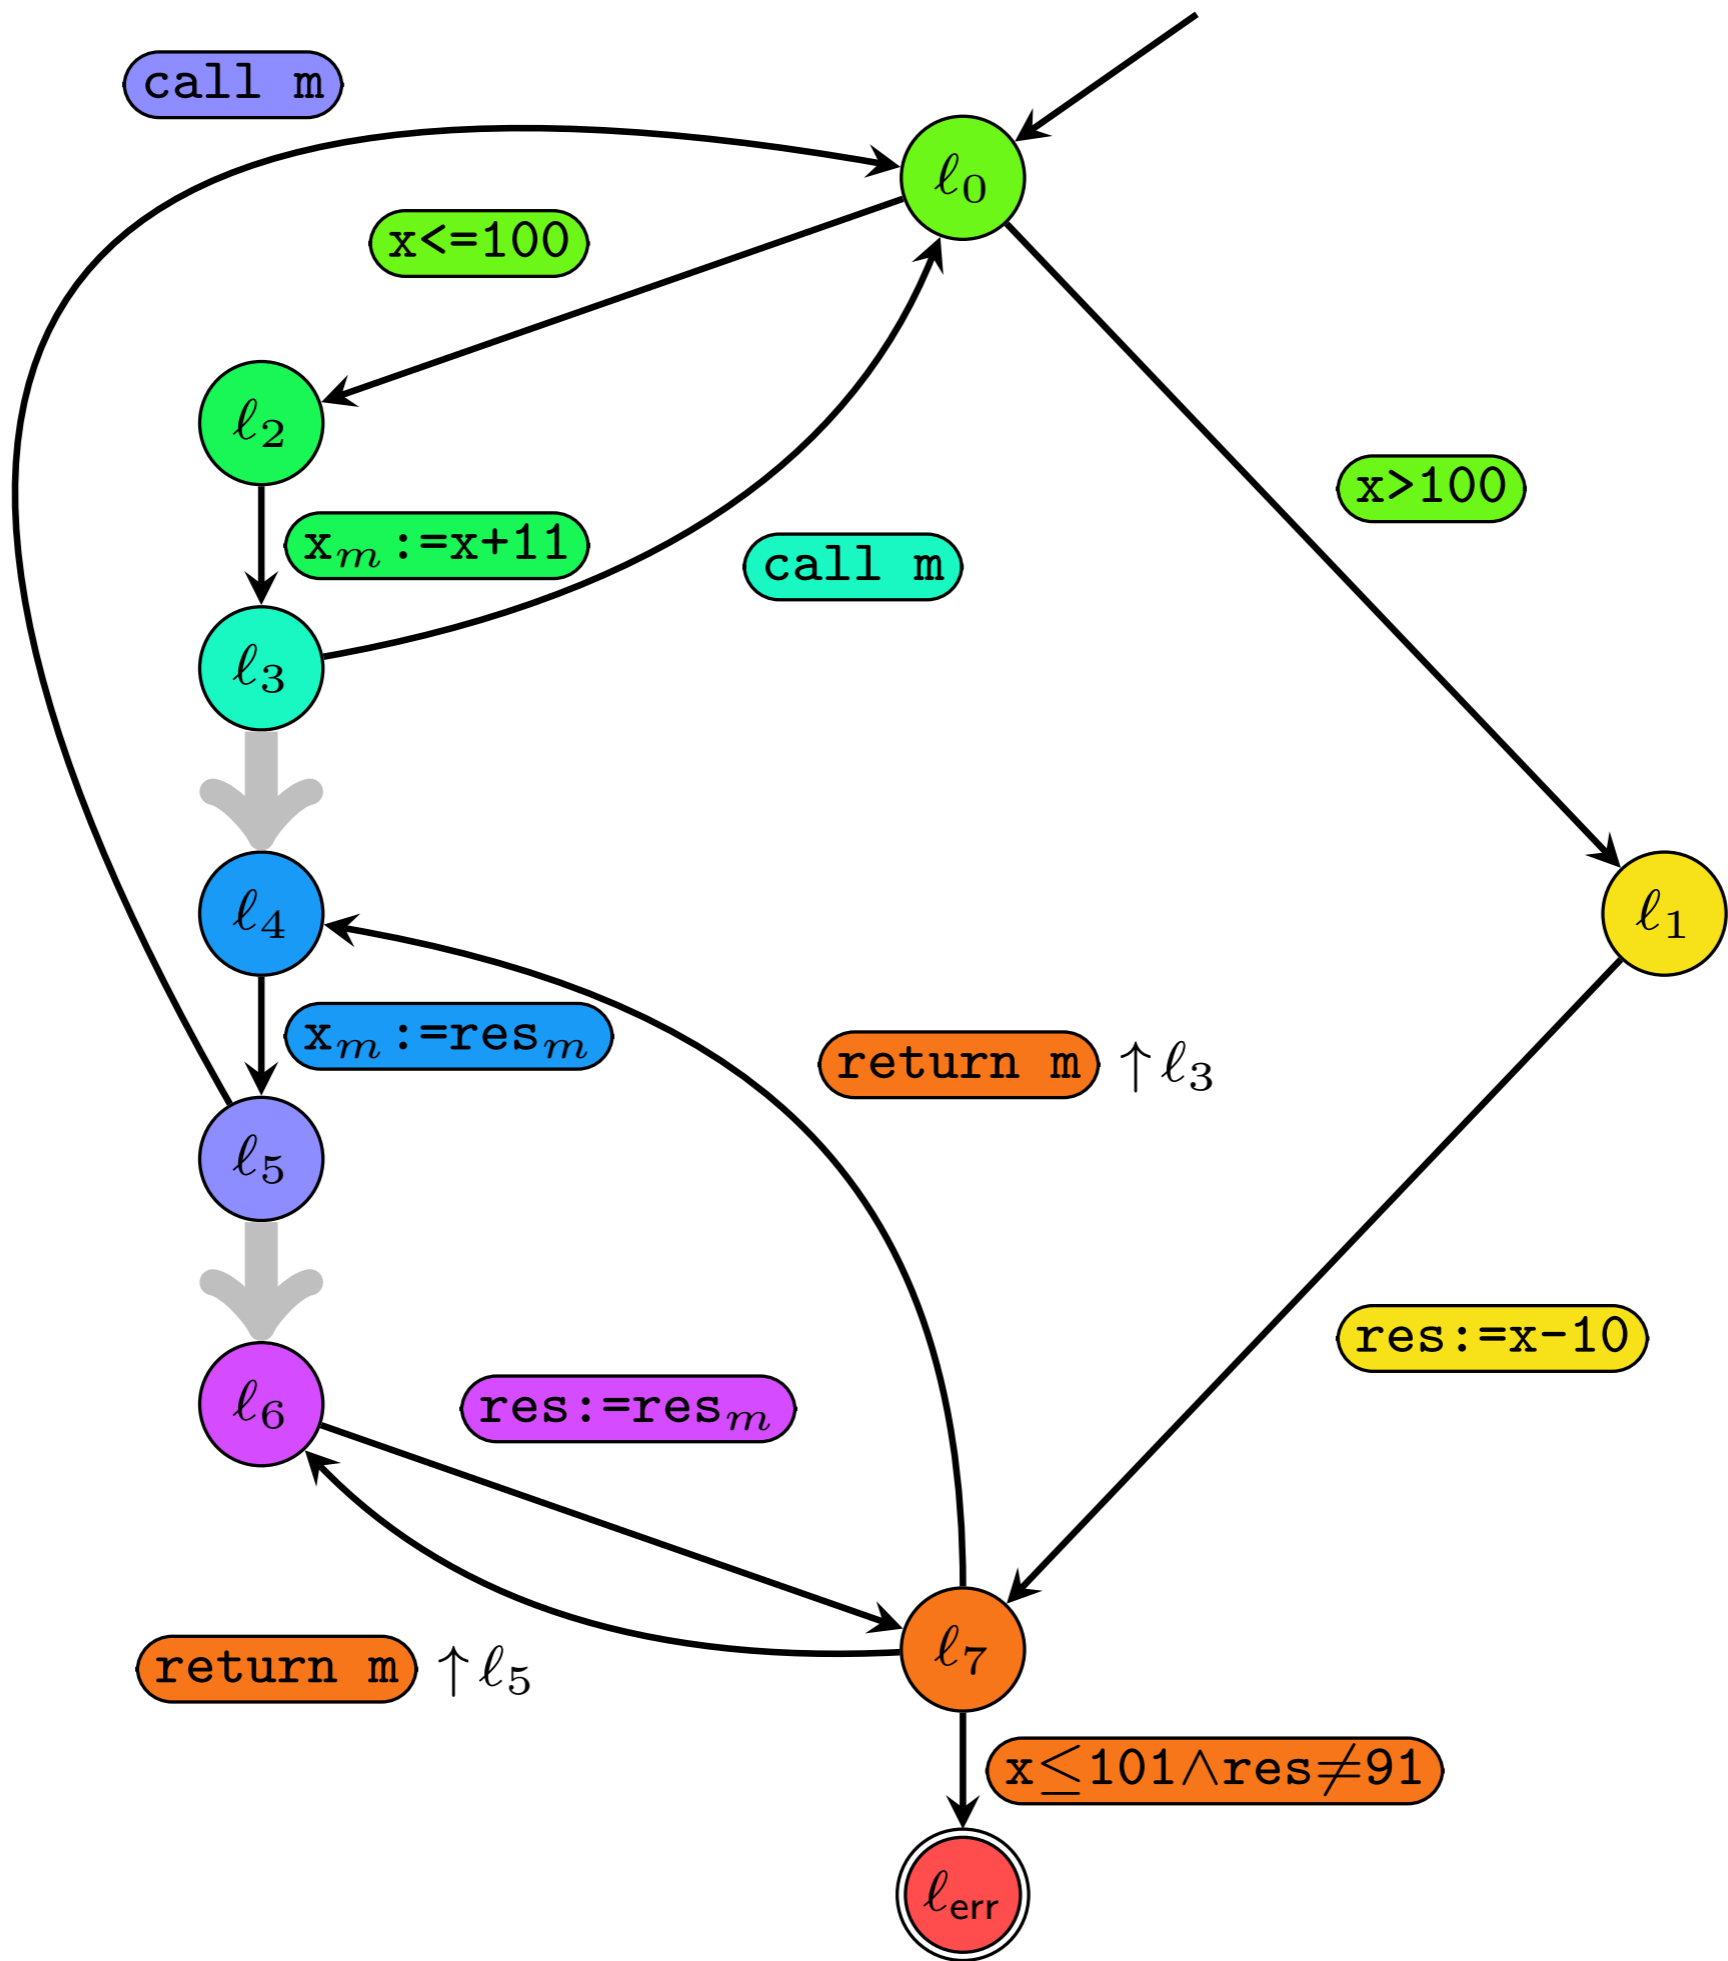 call m
ℓ0
x<=100
ℓ2
x>100
xm:=x+11
call m
ℓ3
ℓ4
ℓ1
xm:=resm
return m ↑ℓ3
ℓ5
res:=x-10
ℓ6
res:=resm
ℓ7
return m ↑ℓ5
x≤101∧res≠91
ℓerr